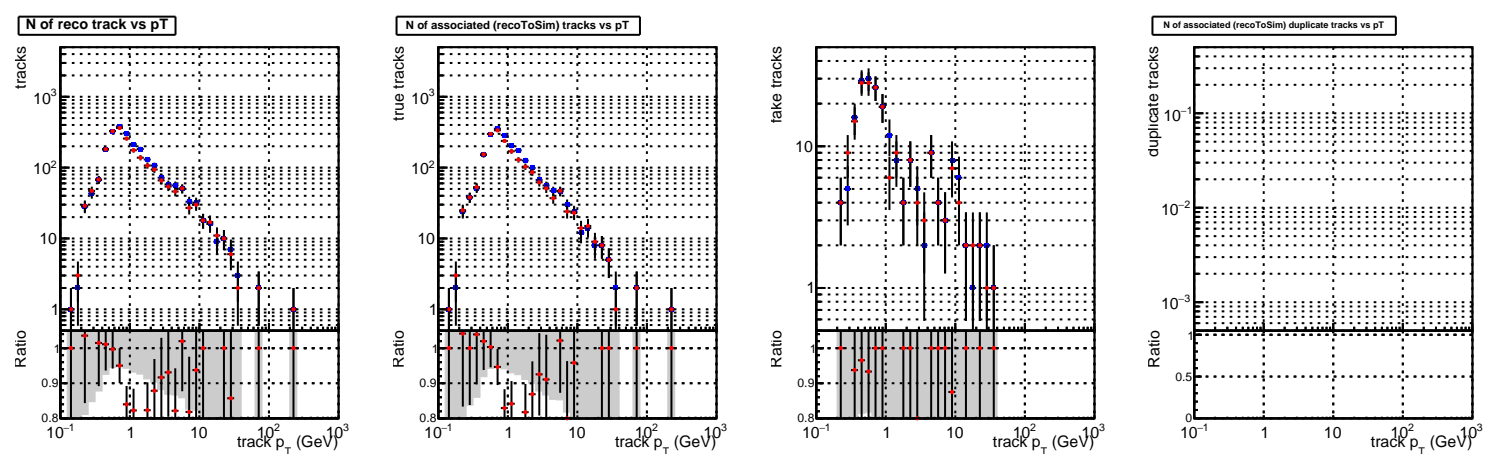 N of reco track vs pT
tracks
10³
10²
10
1
Ratio
1
0.9
0.8
10⁻¹ 1 10 10² 10³
track p_T (GeV)
N of associated (recoToSim) tracks vs pT
true tracks
10³
10²
10
1
Ratio
1
0.9
0.8
10⁻¹ 1 10 10² 10³
track p_T (GeV)
fake tracks
10
1
Ratio
1
0.9
0.8
10⁻¹ 1 10 10² 10³
track p_T (GeV)
N of associated (recoToSim) duplicate tracks vs pT
duplicate tracks
10⁻¹
10⁻²
10⁻³
Ratio
1
0.5
0
10⁻¹ 1 10 10² 10³
track p_T (GeV)